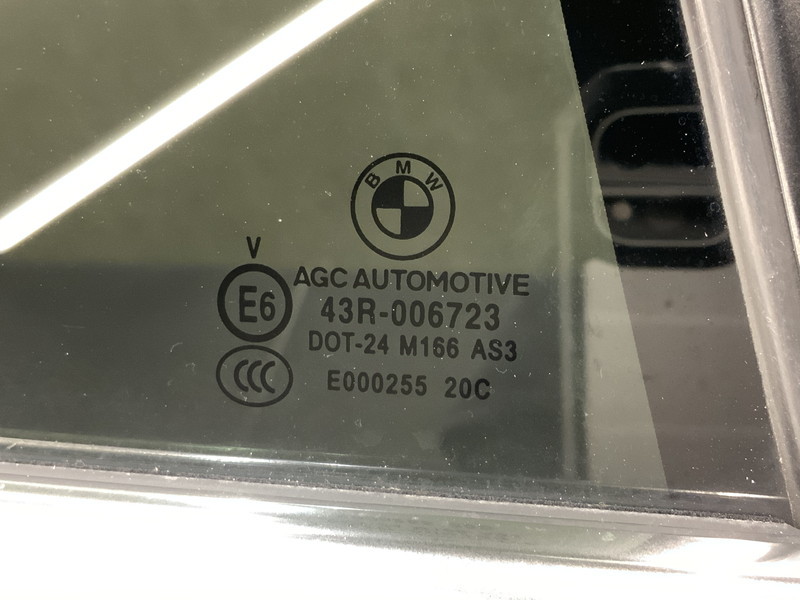 BMW
V
AGC AUTOMOTIVE
E6
43R-006723
DOT-24 M166 AS3
CCC
E000255 20C